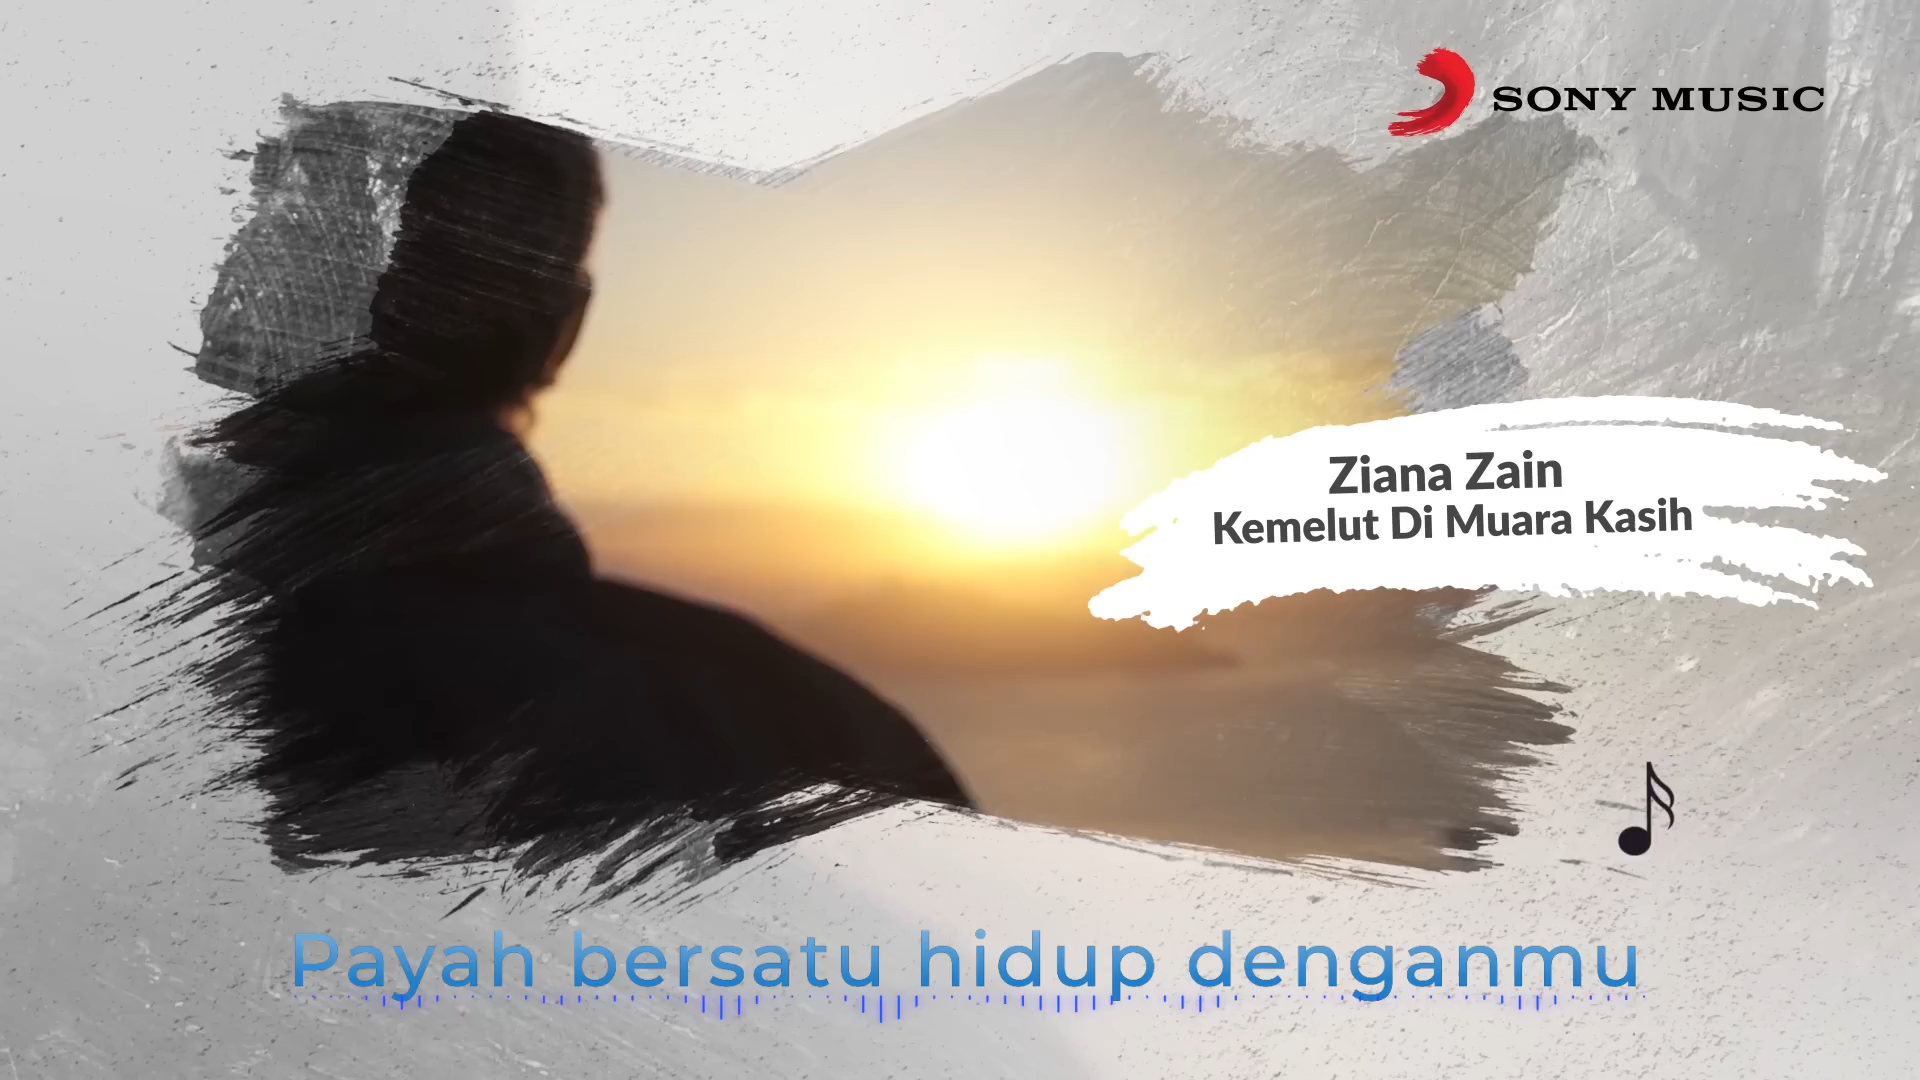 SONY MUSIC
Ziana Zain
Kemelut Di Muara Kasih
Payah bersatu hidup denganmu